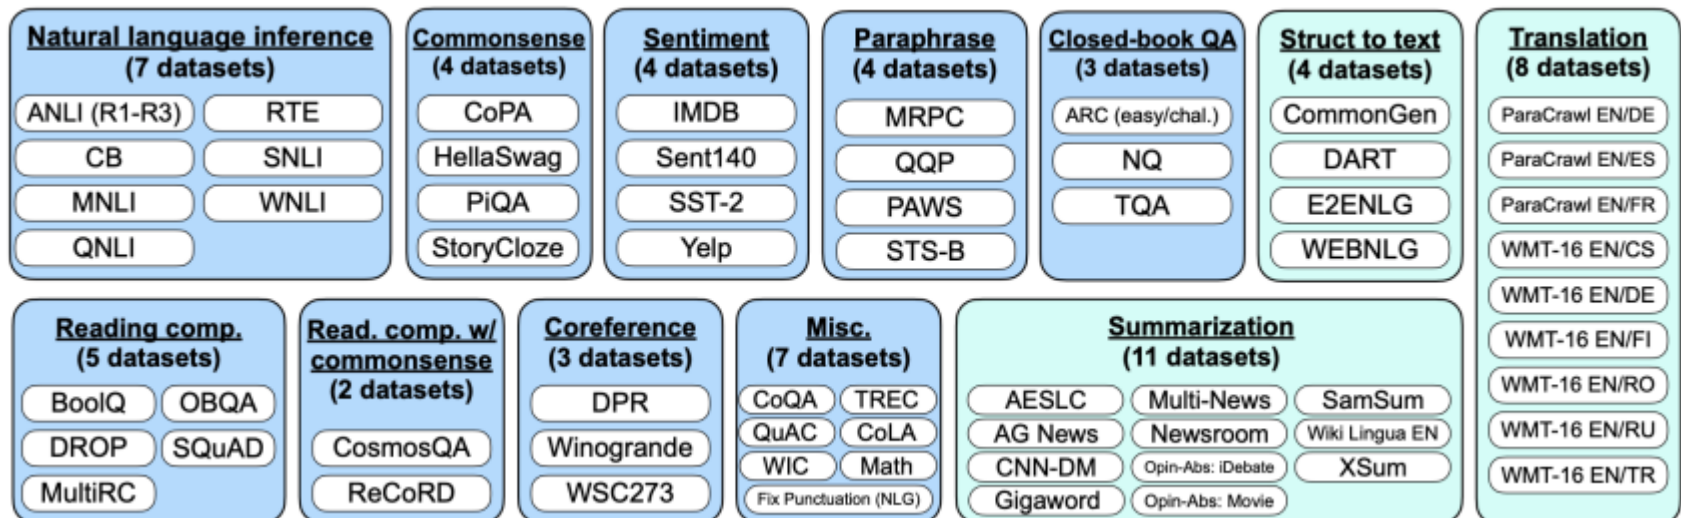 Natural language inference
(7 datasets)
ANLI (R1-R3)
RTE
CB
SNLI
MNLI
WNLI
QNLI
Commonsense
(4 datasets)
CoPA
HellaSwag
PiQA
StoryCloze
Sentiment
(4 datasets)
IMDB
Sent140
SST-2
Yelp
Paraphrase
(4 datasets)
MRPC
QQP
PAWS
STS-B
Closed-book QA
(3 datasets)
ARC (easy/chal.)
NQ
TQA
Struct to text
(4 datasets)
CommonGen
DART
E2ENLG
WEBNLG
Translation
(8 datasets)
ParaCrawl EN/DE
ParaCrawl EN/ES
ParaCrawl EN/FR
WMT-16 EN/CS
WMT-16 EN/DE
WMT-16 EN/FI
WMT-16 EN/RO
WMT-16 EN/RU
WMT-16 EN/TR
Reading comp.
(5 datasets)
BoolQ
OBQA
DROP
SQuAD
MultiRC
Read. comp. w/
commonsense
(2 datasets)
CosmosQA
ReCoRD
Coreference
(3 datasets)
DPR
Winogrande
WSC273
Misc.
(7 datasets)
CoQA
TREC
QuAC
CoLA
WIC
Math
Fix Punctuation (NLG)
Summarization
(11 datasets)
AESLC
Multi-News
SamSum
AG News
Newsroom
Wiki Lingua EN
CNN-DM
Opin-Abs: iDebate
XSum
Gigaword
Opin-Abs: Movie